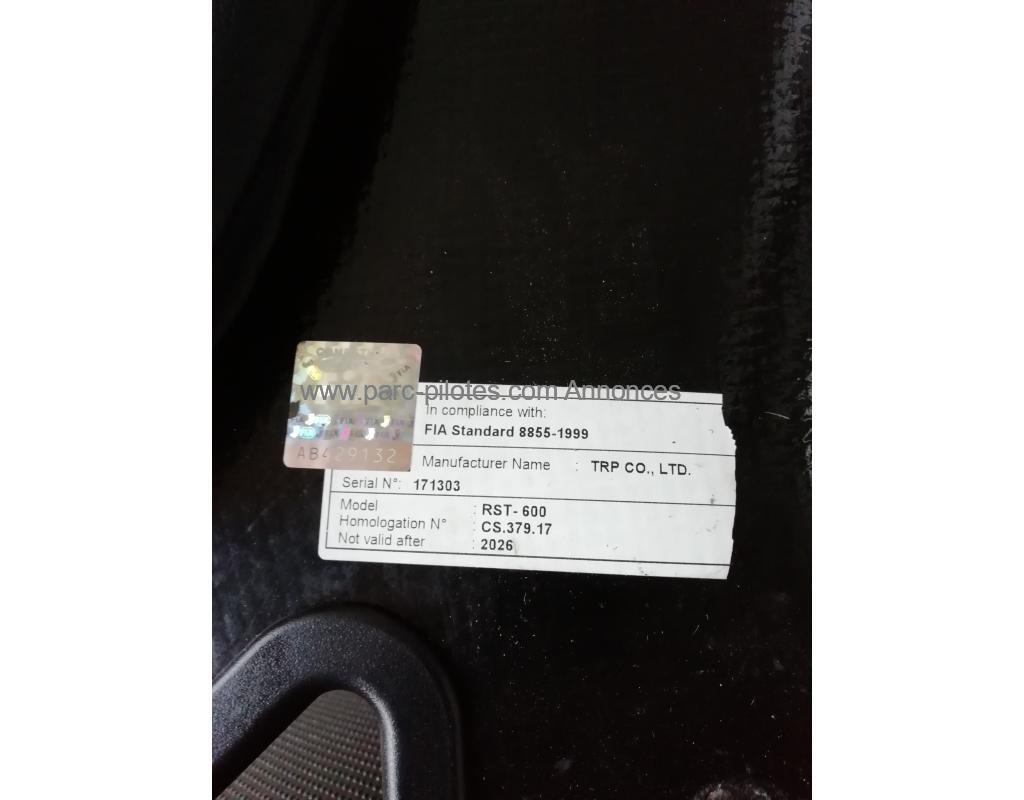 www.parc-pilotes.com Annonces
In compliance with:
FIA Standard 8855-1999
AB429132
Manufacturer Name : TRP CO., LTD.
Serial N°: 171303
Model : RST- 600
Homologation N° : CS.379.17
Not valid after : 2026